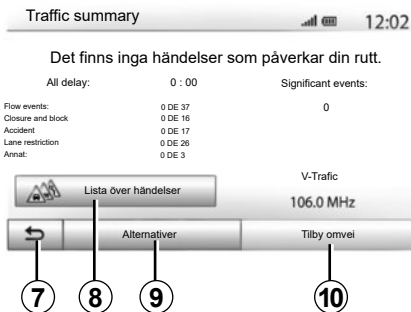 Traffic summary
12:02
Det finns inga händelser som påverkar din rutt.
All delay: 0 : 00
Significant events:
0
Flow events: 0 DE 37
Closure and block 0 DE 16
Accident 0 DE 17
Lane restriction 0 DE 26
Annat: 0 DE 3
Lista över händelser
V-Trafic
106.0 MHz
Alternativer
Tilby omvei
7 8 9 10